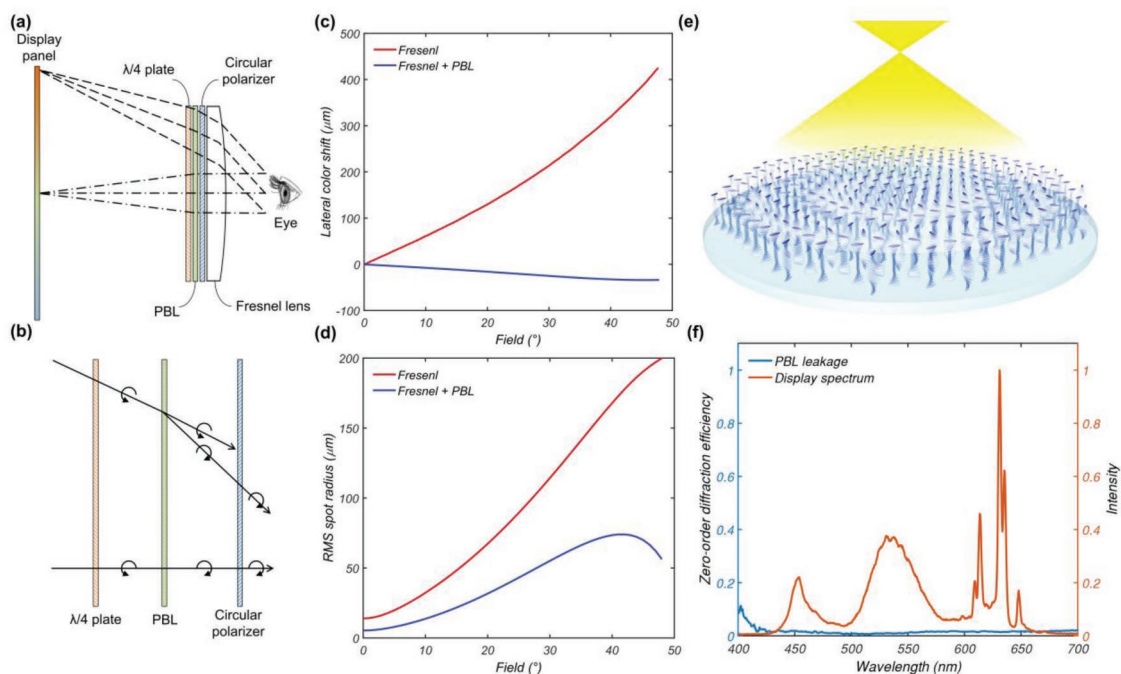 (a)
Display
panel
λ/4 plate
Circular
polarizer
Eye
PBL
Fresnel lens
(b)
λ/4 plate
PBL
Circular
polarizer
(c)
500
400
300
200
100
0
-100
Lateral color shift (μm)
Fresenl
Fresnel + PBL
0 10 20 30 40 50
Field (°)
(d)
200
150
100
50
0
RMS spot radius (μm)
Fresenl
Fresnel + PBL
0 10 20 30 40 50
Field (°)
(e)
(f)
PBL leakage
Display spectrum
Zero-order diffraction efficiency
1
0.8
0.6
0.4
0.2
0
1
0.8
0.6
0.4
0.2
0
Intensity
400 450 500 550 600 650 700
Wavelength (nm)